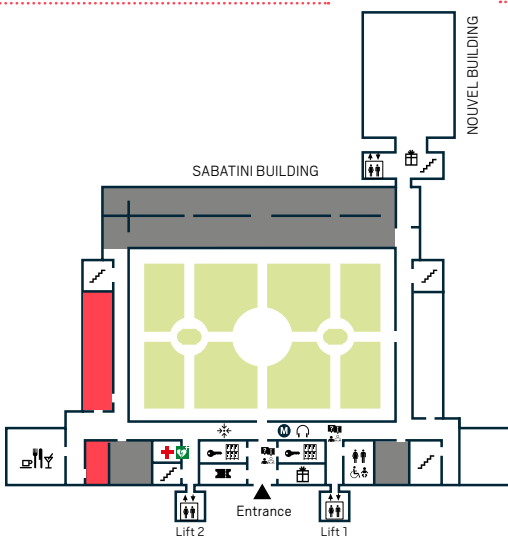 NOUVEL BUILDING
SABATINI BUILDING
M
Entrance
Lift 2
Lift 1